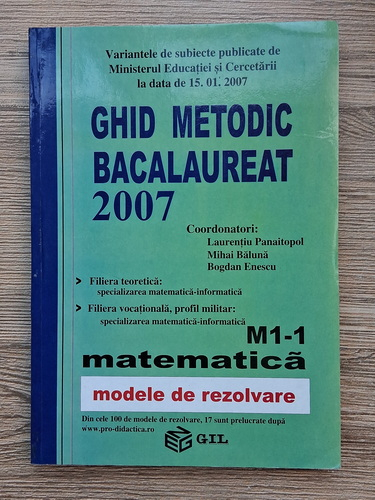 Variantele de subiecte publicate de
Ministerul Educației și Cercetării
la data de 15. 01. 2007
GHID METODIC
BACALAUREAT
2007
Coordonatori:
Laurențiu Panaitopol
Mihai Bălună
Bogdan Enescu
> Filiera teoretică:
specializarea matematică-informatică
> Filiera vocațională, profil militar:
specializarea matematică-informatică
M1-1
matematicã
modele de rezolvare
Din cele 100 de modele de rezolvare, 17 sunt prelucrate după
www.pro-didactica.ro
GIL